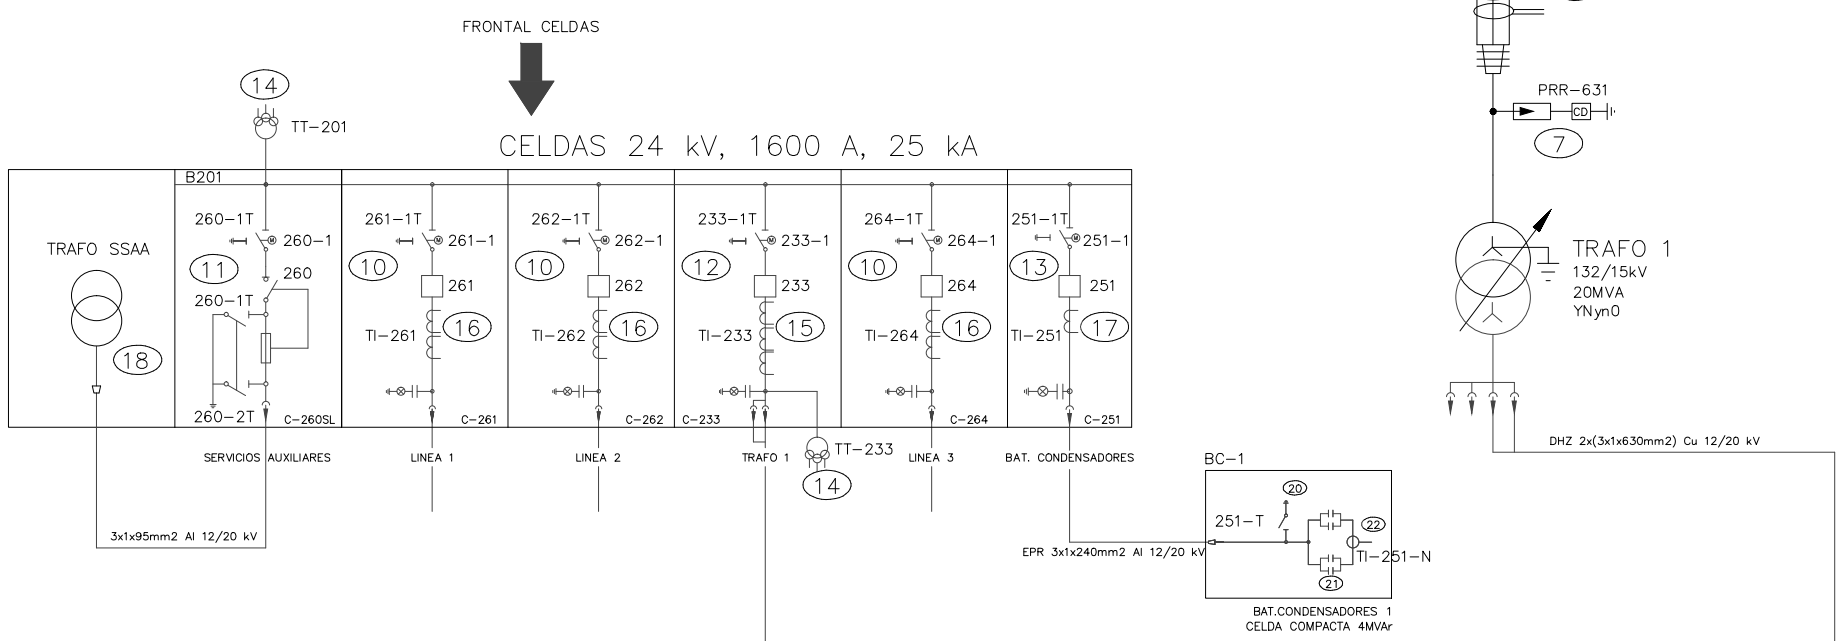 FRONTAL CELDAS
14
TT-201
CELDAS 24 kV, 1600 A, 25 kA
PRR-631
CD
7
B201
TRAFO SSAA
18
260-1T
M
260-1
11
260
260-1T
260-2T
C-260SL
261-1T
M
261-1
10
261
TI-261
16
C-261
262-1T
M
262-1
10
262
TI-262
16
C-262
233-1T
M
233-1
12
233
TI-233
15
C-233
264-1T
M
264-1
10
264
TI-264
16
C-264
251-1T
M
251-1
13
251
TI-251
17
C-251
TRAFO 1
132/15kV
20MVA
YNyn0
DHZ 2x(3x1x630mm2) Cu 12/20 kV
SERVICIOS AUXILIARES
LINEA 1
LINEA 2
TRAFO 1
TT-233
14
LINEA 3
BAT. CONDENSADORES
3x1x95mm2 Al 12/20 kV
EPR 3x1x240mm2 Al 12/20 kV
BC-1
20
251-T
22
TI-251-N
21
BAT.CONDENSADORES 1
CELDA COMPACTA 4MVAr